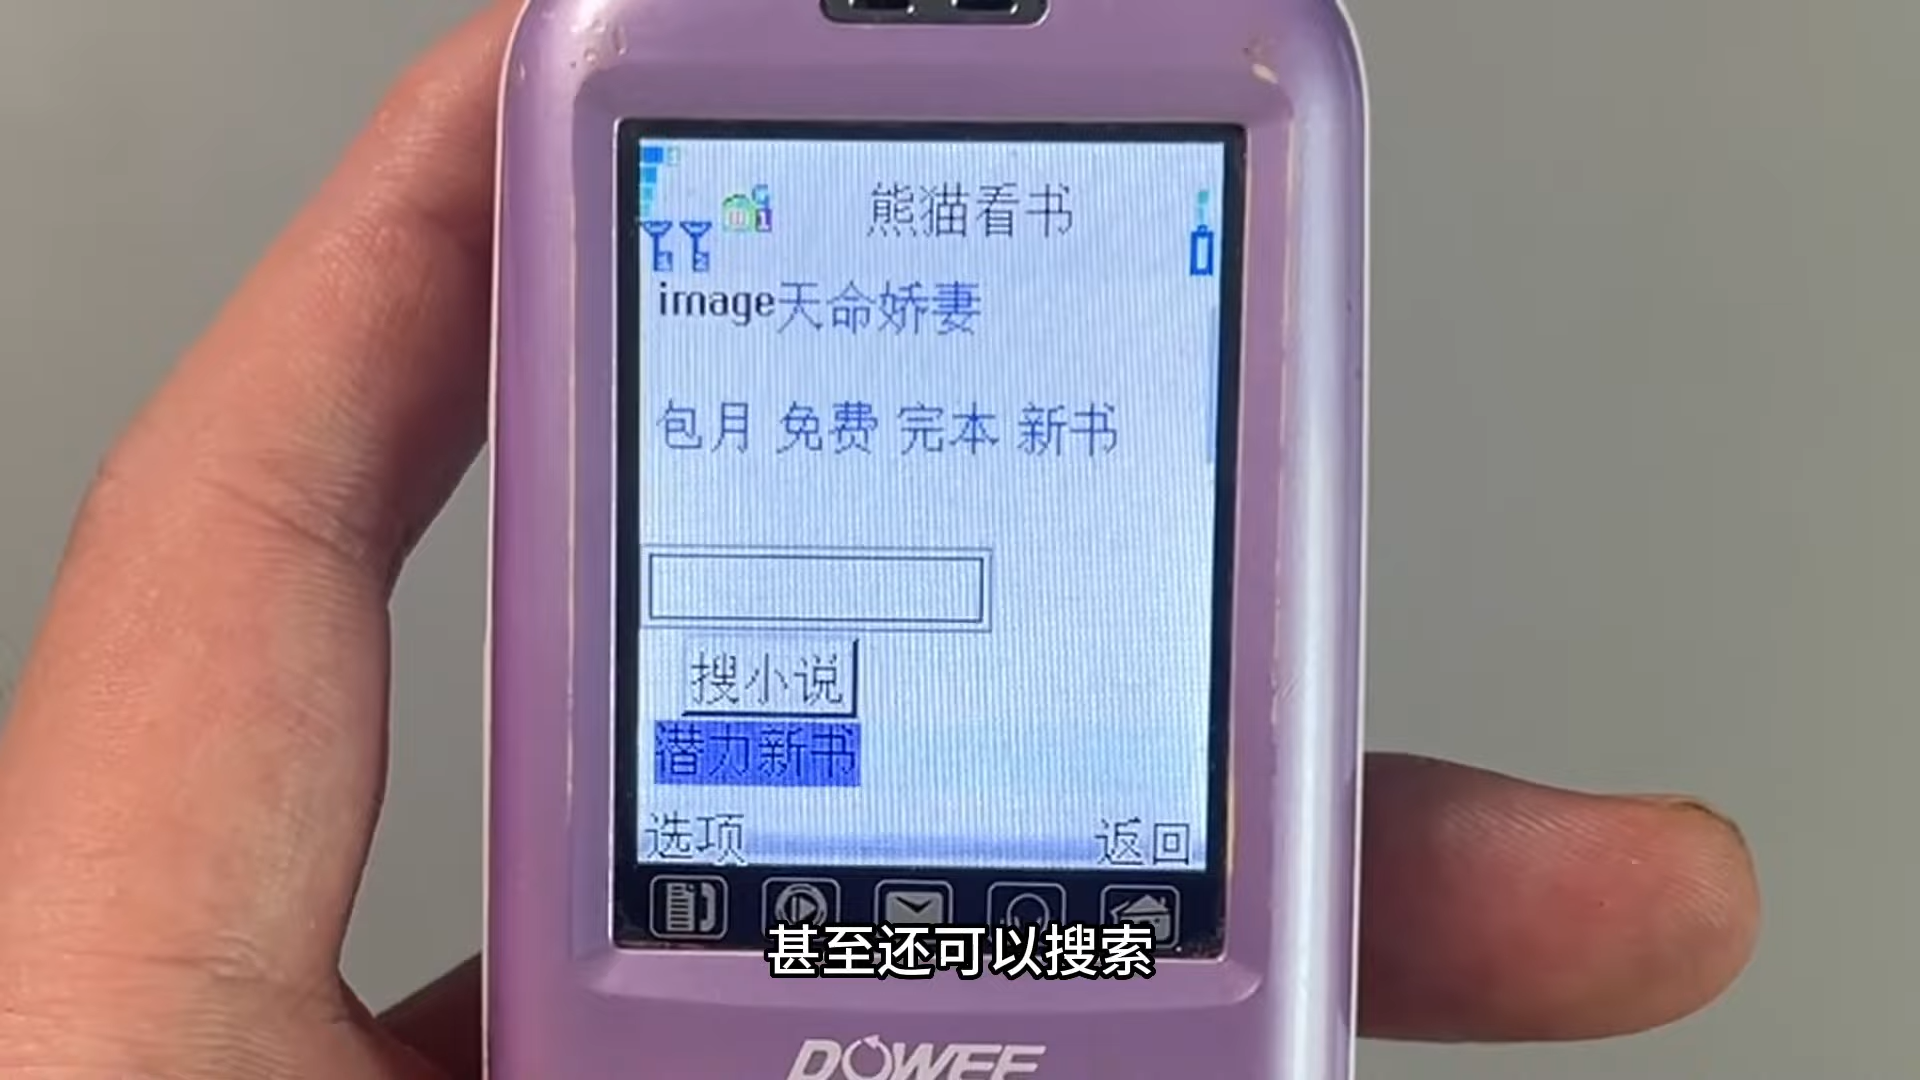 熊猫看书
image天命娇妻
包月 免费 完本 新书
搜小说
潜力新书
选项 返回
甚至还可以搜索
DOWEE